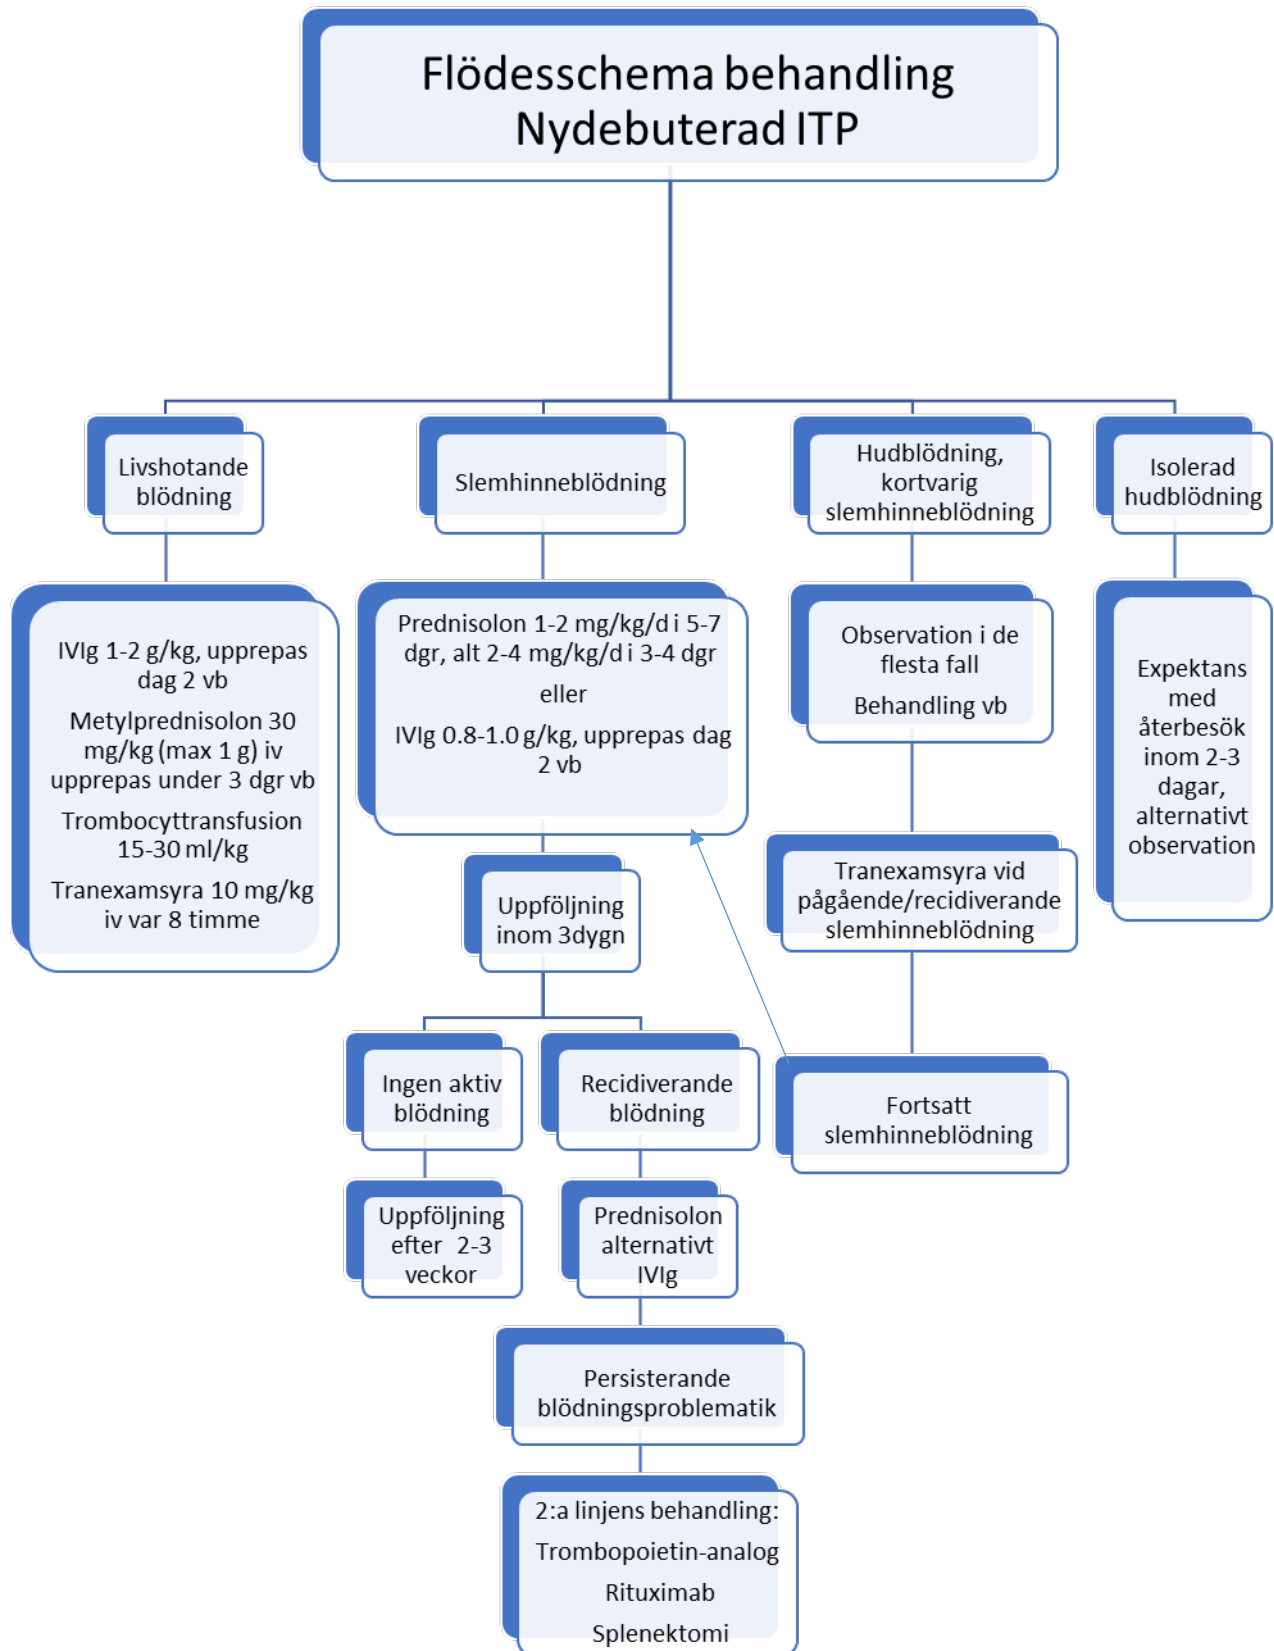 Flödesschema behandling
Nydebuterad ITP
Livshotande
blödning
IVIg 1-2 g/kg, upprepas
dag 2 vb
Metylprednisolon 30
mg/kg (max 1 g) iv
upprepas under 3 dgr vb
Trombocyttransfusion
15-30 ml/kg
Tranexamsyra 10 mg/kg
iv var 8 timme
Slemhinneblödning
Prednisolon 1-2 mg/kg/d i 5-7
dgr, alt 2-4 mg/kg/d i 3-4 dgr
eller
IVIg 0.8-1.0 g/kg, upprepas dag
2 vb
Uppföljning
inom 3dygn
Ingen aktiv
blödning
Uppföljning
efter 2-3
veckor
Recidiverande
blödning
Prednisolon
alternativt
IVIg
Persisterande
blödningsproblematik
2:a linjens behandling:
Trombopoietin-analog
Rituximab
Splenektomi
Hudblödning,
kortvarig
slemhinneblödning
Observation i de
flesta fall
Behandling vb
Tranexamsyra vid
pågående/recidiverande
slemhinneblödning
Fortsatt
slemhinneblödning
Isolerad
hudblödning
Expektans
med
återbesök
inom 2-3
dagar,
alternativt
observation